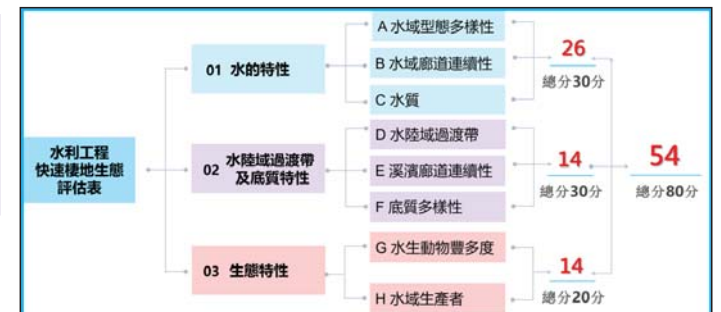 水利工程
快速棲地生態
評估表
01 水的特性
A 水域型態多樣性
B 水域廊道連續性
C 水質
26
總分30分
02 水陸域過渡帶
及底質特性
D 水陸域過渡帶
E 溪濱廊道連續性
F 底質多樣性
14
總分30分
03 生態特性
G 水生動物豐多度
H 水域生產者
14
總分20分
54
總分80分